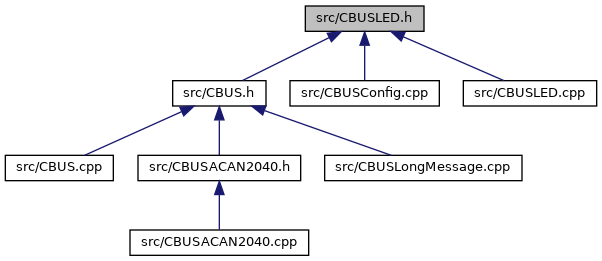 src/CBUSLED.h
src/CBUS.h
src/CBUSConfig.cpp
src/CBUSLED.cpp
src/CBUS.cpp
src/CBUSACAN2040.h
src/CBUSLongMessage.cpp
src/CBUSACAN2040.cpp